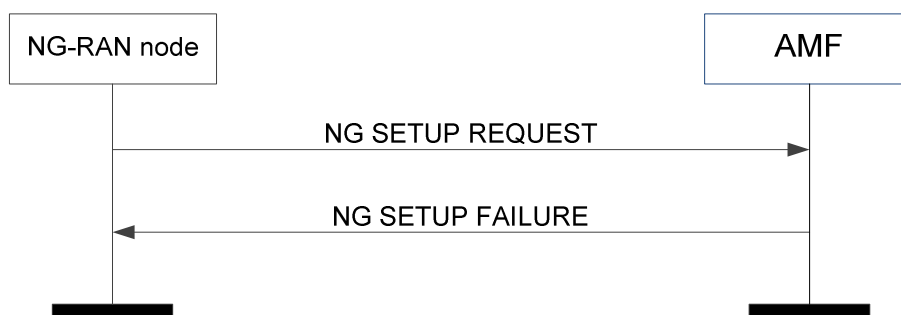 NG-RAN node
AMF
NG SETUP REQUEST
NG SETUP FAILURE